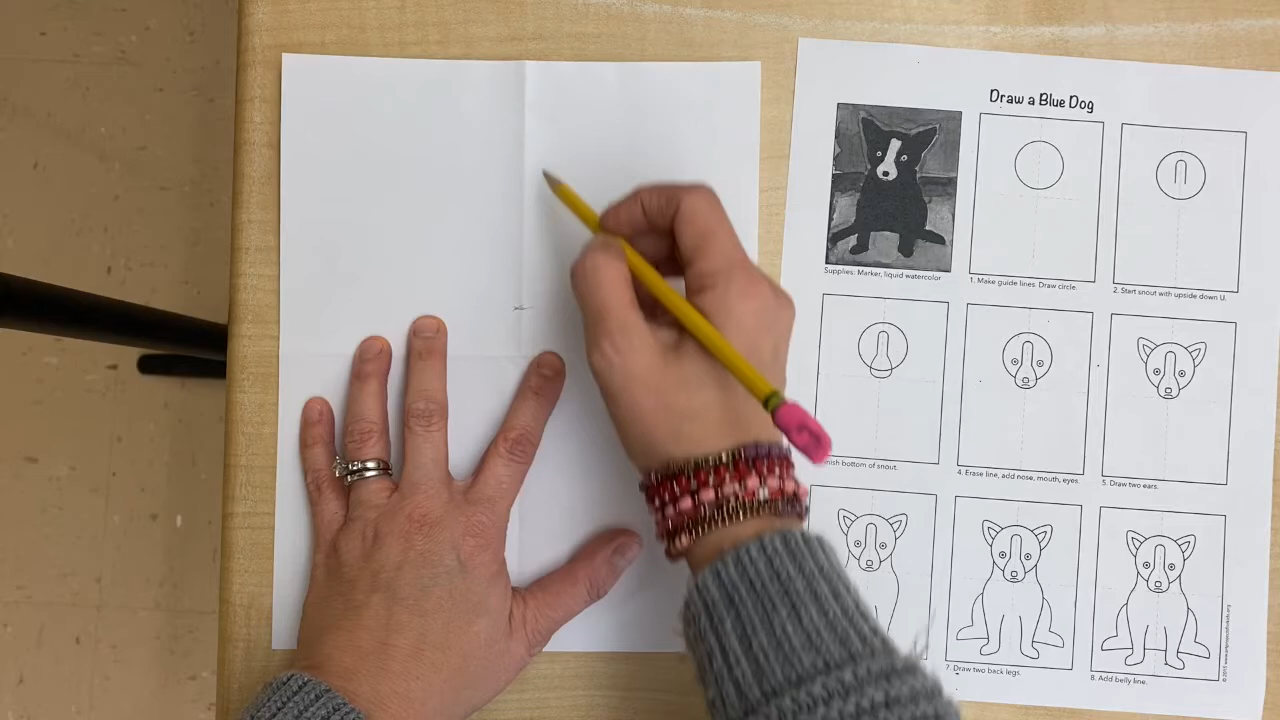 Draw a Blue Dog
Supplies: Marker, liquid watercolor
1. Make guide lines. Draw circle.
2. Start snout with upside down U.
nish bottom of snout.
4. Erase line, add nose, mouth, eyes.
5. Draw two ears.
7. Draw two back legs.
8. Add belly line.